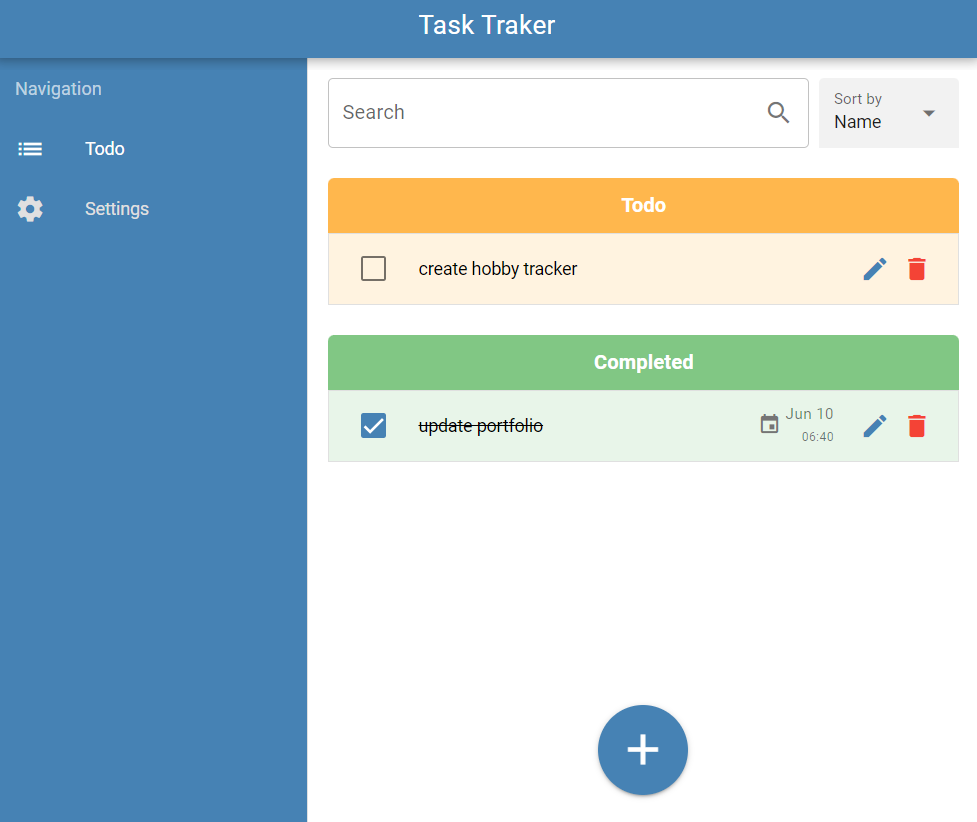 Task Traker
Navigation
Todo
Settings
Search
Sort by
Name
Todo
create hobby tracker
Completed
update portfolio
Jun 10
06:40